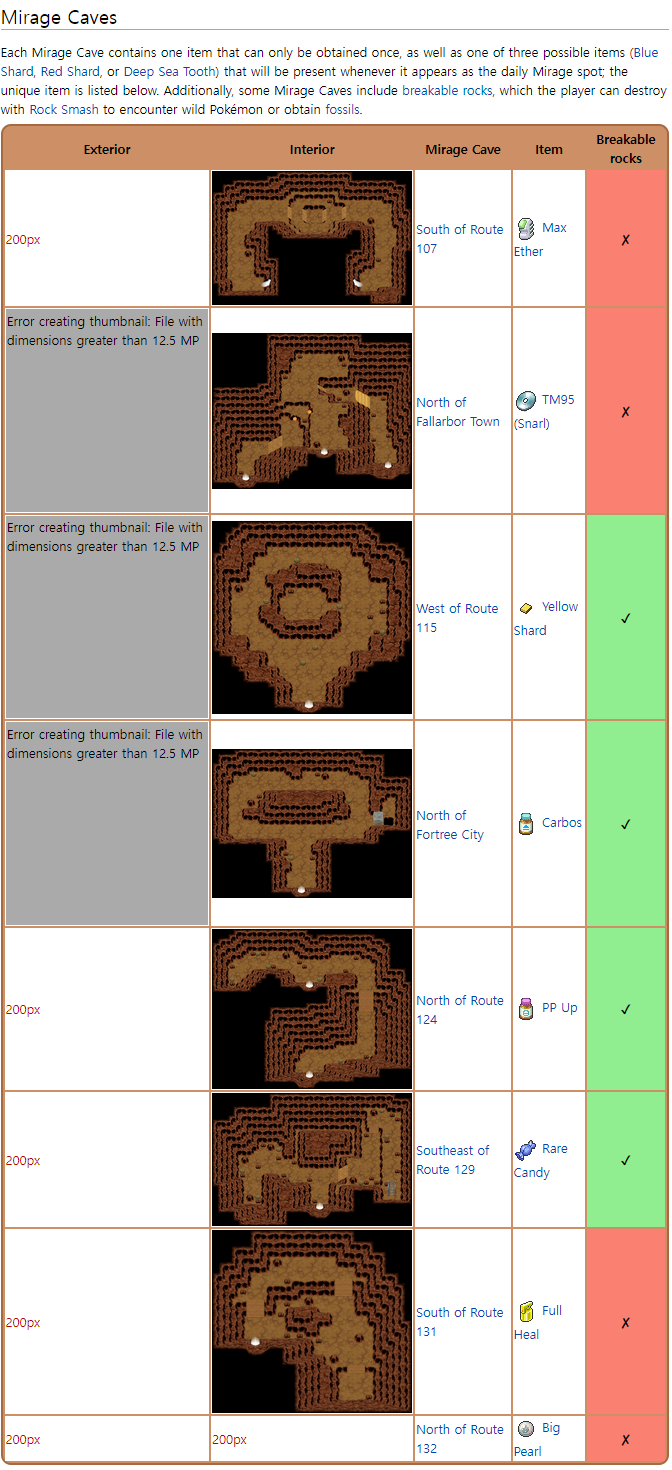 Mirage Caves
Each Mirage Cave contains one item that can only be obtained once, as well as one of three possible items (Blue
Shard, Red Shard, or Deep Sea Tooth) that will be present whenever it appears as the daily Mirage spot; the
unique item is listed below. Additionally, some Mirage Caves include breakable rocks, which the player can destroy
with Rock Smash to encounter wild Pokémon or obtain fossils.
Exterior Interior Mirage Cave Item Breakable
rocks
200px South of Route
107 Max
Ether ✗
Error creating thumbnail: File with
dimensions greater than 12.5 MP
North of
Fallarbor Town TM95
(Snarl) ✗
Error creating thumbnail: File with
dimensions greater than 12.5 MP
West of Route
115 Yellow
Shard ✓
Error creating thumbnail: File with
dimensions greater than 12.5 MP
North of
Fortree City Carbos ✓
200px North of Route
124 PP Up ✓
200px Southeast of
Route 129 Rare
Candy ✓
200px South of Route
131 Full
Heal ✗
200px 200px North of Route
132 Big
Pearl ✗